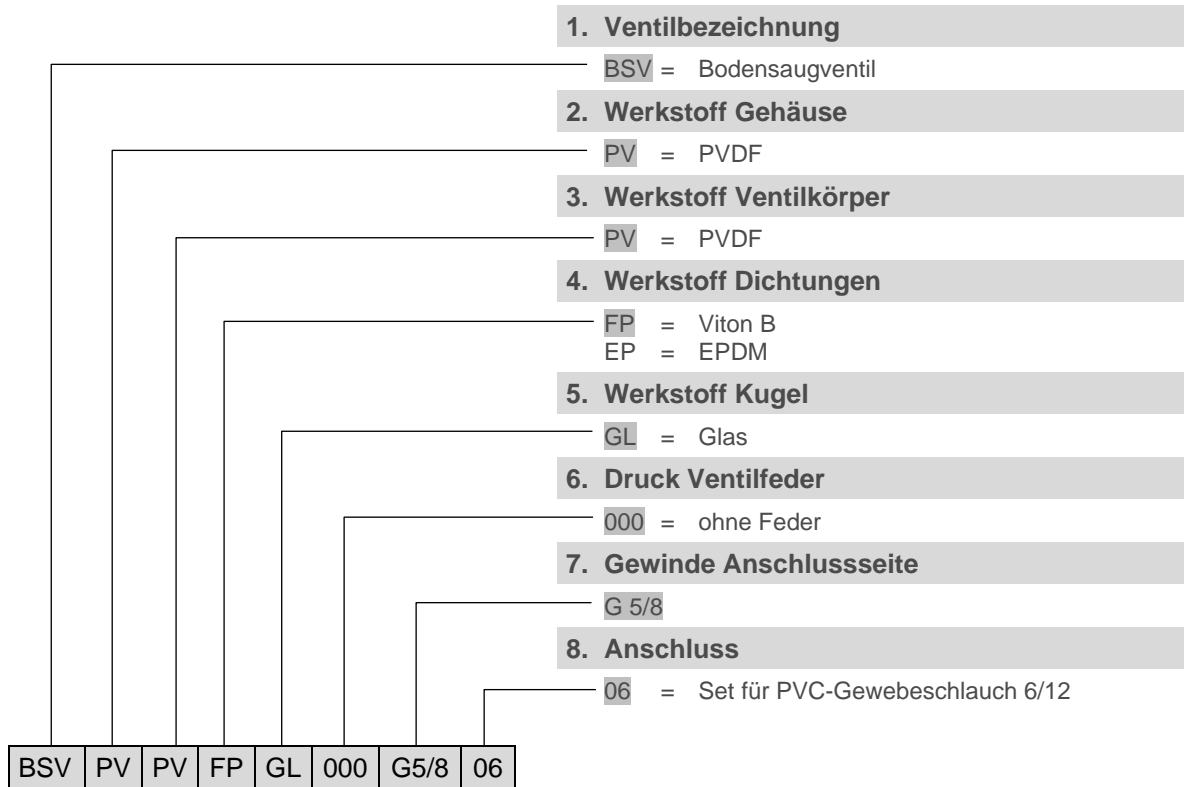 1. Ventilbezeichnung
BSV = Bodensaugventil
2. Werkstoff Gehäuse
PV = PVDF
3. Werkstoff Ventilkörper
PV = PVDF
4. Werkstoff Dichtungen
FP = Viton B
EP = EPDM
5. Werkstoff Kugel
GL = Glas
6. Druck Ventilfeder
000 = ohne Feder
7. Gewinde Anschlussseite
G 5/8
8. Anschluss
06 = Set für PVC-Gewebeschlauch 6/12
BSV PV PV FP GL 000 G5/8 06